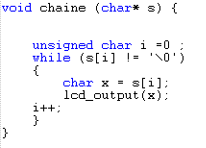 void chaine (char* s) {
unsigned char i =0 ;
while (s[i] != '\0')
{
char x = s[i];
lcd_output(x);
i++;
}
}